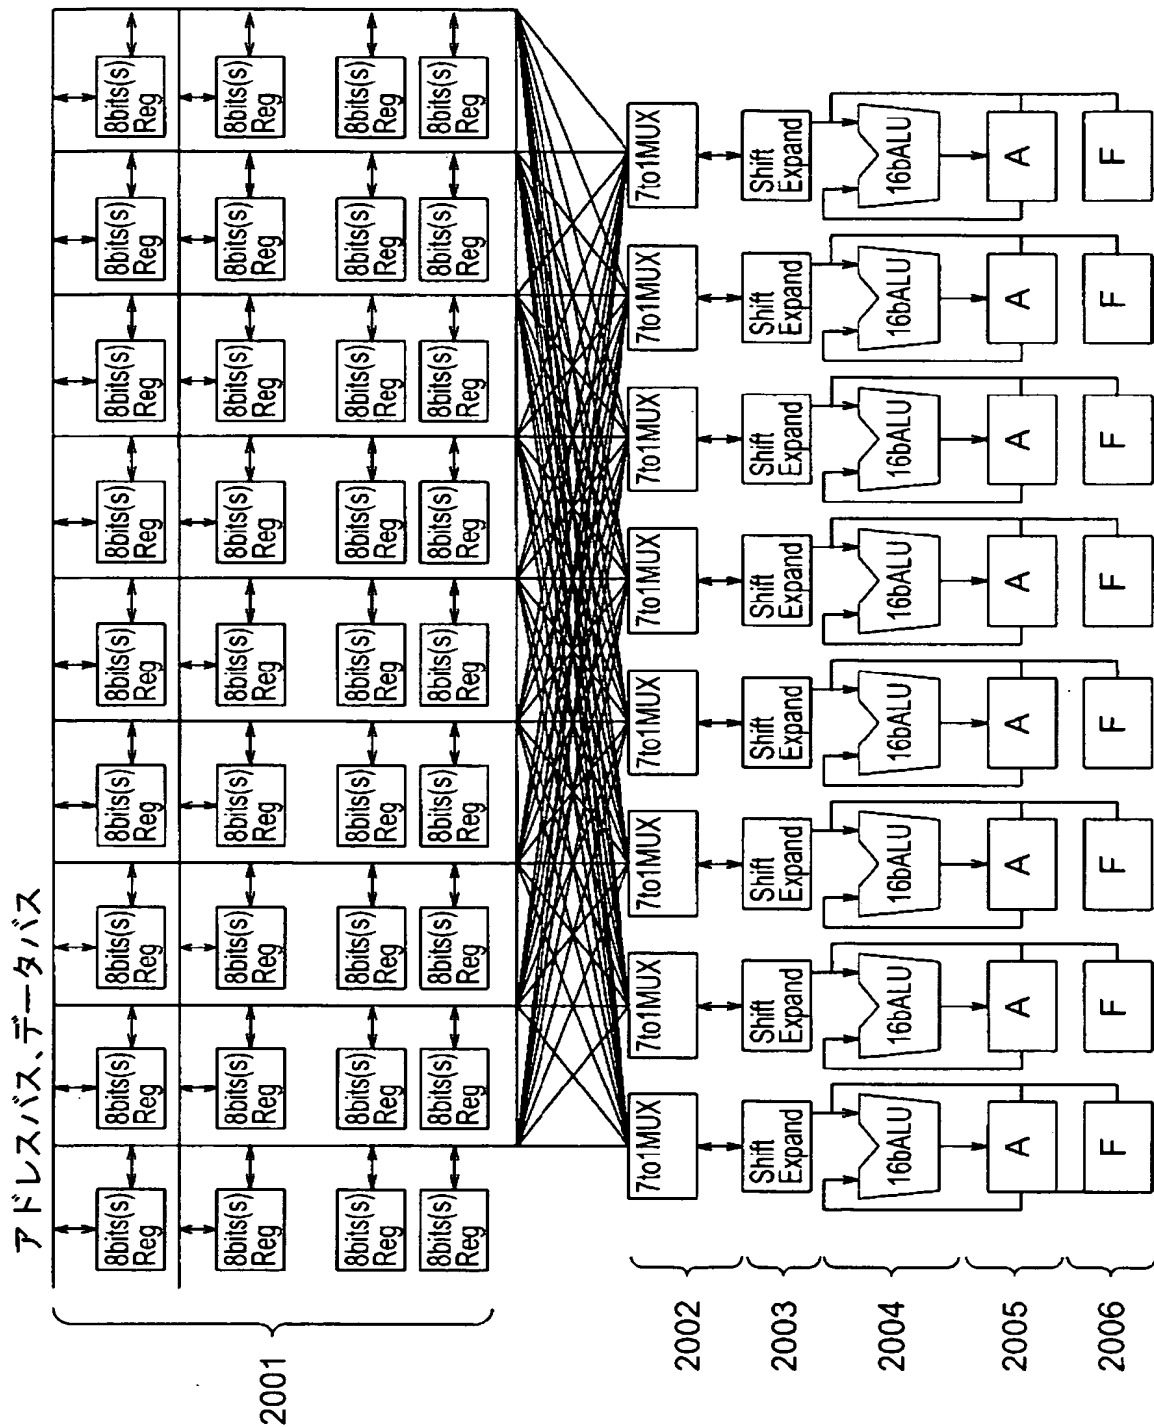 アドレスバス、データバス
8bits(s) 8bits(s) 8bits(s) 8bits(s) 8bits(s) 8bits(s) 8bits(s) 8bits(s) 8bits(s)
Reg Reg Reg Reg Reg Reg Reg Reg Reg
2001
8bits(s) 8bits(s) 8bits(s) 8bits(s) 8bits(s) 8bits(s) 8bits(s) 8bits(s) 8bits(s)
Reg Reg Reg Reg Reg Reg Reg Reg Reg
8bits(s) 8bits(s) 8bits(s) 8bits(s) 8bits(s) 8bits(s) 8bits(s) 8bits(s) 8bits(s)
Reg Reg Reg Reg Reg Reg Reg Reg Reg
8bits(s) 8bits(s) 8bits(s) 8bits(s) 8bits(s) 8bits(s) 8bits(s) 8bits(s) 8bits(s)
Reg Reg Reg Reg Reg Reg Reg Reg Reg
2002 7to1MUX 7to1MUX 7to1MUX 7to1MUX 7to1MUX 7to1MUX 7to1MUX 7to1MUX
2003 Shift Shift Shift Shift Shift Shift Shift Shift
Expand Expand Expand Expand Expand Expand Expand Expand
2004 16bALU 16bALU 16bALU 16bALU 16bALU 16bALU 16bALU 16bALU
2005 A A A A A A A A
2006 F F F F F F F F